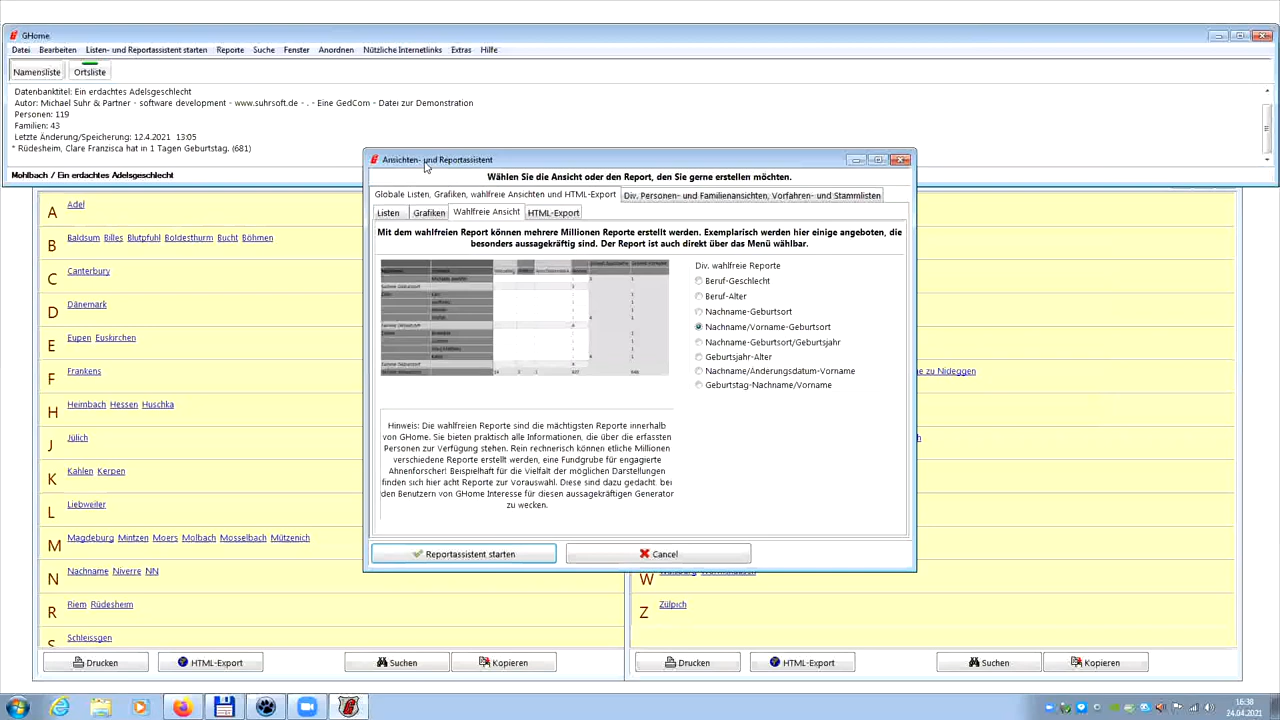 GHome
Datei Bearbeiten Listen- und Reportassistent starten Reporte Suche Fenster Anordnen Nützliche Internetlinks Extras Hilfe
Namensliste Ortsliste
Datenbanktitel: Ein erdachtes Adelsgeschlecht
Autor: Michael Suhr & Partner - software development - www.suhrsoft.de - . - Eine GedCom - Datei zur Demonstration
Personen: 119
Familien: 43
Letzte Änderung/Speicherung: 12.4.2021 13:05
* Rüdesheim, Clare Franzisca hat in 1 Tagen Geburtstag. (681)
Mohlbach / Ein erdachtes Adelsgeschlecht
A Adel
B Baldsum Billes Blutpfuhl Boldesthurm Bucht Böhmen
C Canterbury
D Dänemark
E Eupen Euskirchen
F Frankens
H Heimbach Hessen Huschka
J Jülich
K Kahlen Kerpen
L Liebweiler
M Magdeburg Mintzen Moers Molbach Mosselbach Mützenich
N Nachname Niverre NN
R Riem Rüdesheim
S Schleissgen
Drucken HTML-Export Suchen Kopieren
Ansichten- und Reportassistent
Wählen Sie die Ansicht oder den Report, den Sie gerne erstellen möchten.
Globale Listen, Grafiken, wahlfreie Ansichten und HTML-Export Div. Personen- und Familienansichten, Vorfahren- und Stammlisten
Listen Grafiken Wahlfreie Ansicht HTML-Export
Mit dem wahlfreien Report können mehrere Millionen Reporte erstellt werden. Exemplarisch werden hier einige angeboten, die
besonders aussagekräftig sind. Der Report ist auch direkt über das Menü wählbar.
Div. wahlfreie Reporte
Beruf-Geschlecht
Beruf-Alter
Nachname-Geburtsort
Nachname/Vorname-Geburtsort
Nachname-Geburtsort/Geburtsjahr
Geburtsjahr-Alter
Nachname/Änderungsdatum-Vorname
Geburtstag-Nachname/Vorname
Hinweis: Die wahlfreien Reporte sind die mächtigsten Reporte innerhalb
von GHome. Sie bieten praktisch alle Informationen, die über die erfassten
Personen zur Verfügung stehen. Rein rechnerisch können etliche Millionen
verschiedene Reporte erstellt werden, eine Fundgrube für engagierte
Ahnenforscher! Beispielhaft für die Vielfalt der möglichen Darstellungen
finden sich hier acht Reporte zur Vorauswahl. Diese sind dazu gedacht, bei
den Benutzern von GHome Interesse für diesen aussagekräftigen Generator
zu wecken.
Reportassistent starten Cancel
e zu Nideggen
W
Z Zülpich
Drucken HTML-Export Suchen Kopieren
16:38
24.04.2021